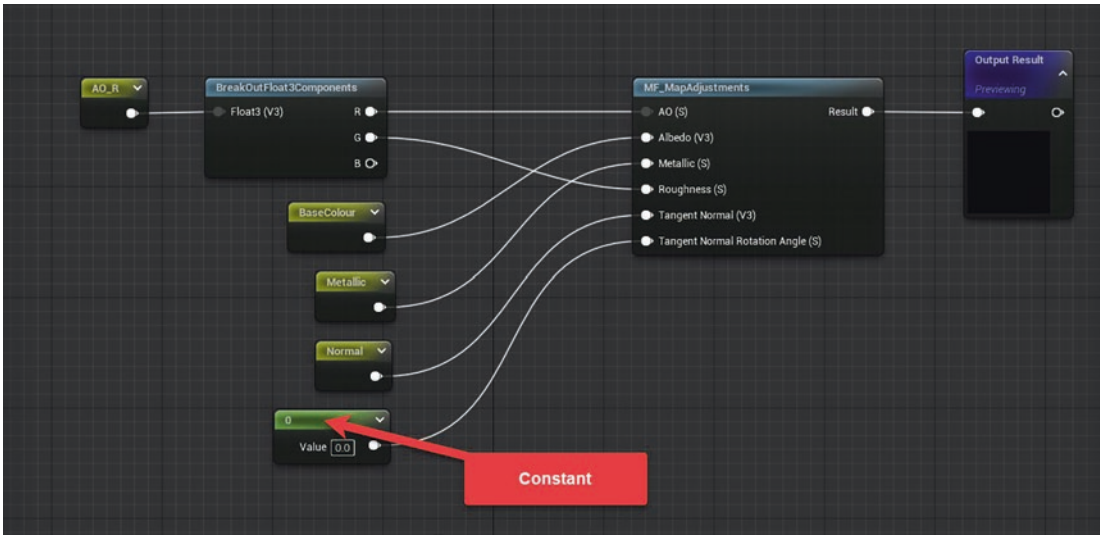 AO_R
BreakOutFloat3Components
Float3 (V3)
R
G
B
BaseColour
Metallic
Normal
0
Value 0.0
Constant
MF_MapAdjustments
AO (S)
Result
Albedo (V3)
Metallic (S)
Roughness (S)
Tangent Normal (V3)
Tangent Normal Rotation Angle (S)
Output Result
Previewing